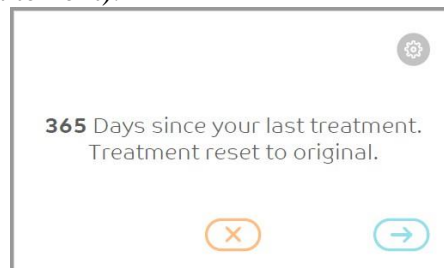 365 Days since your last treatment.
Treatment reset to original.